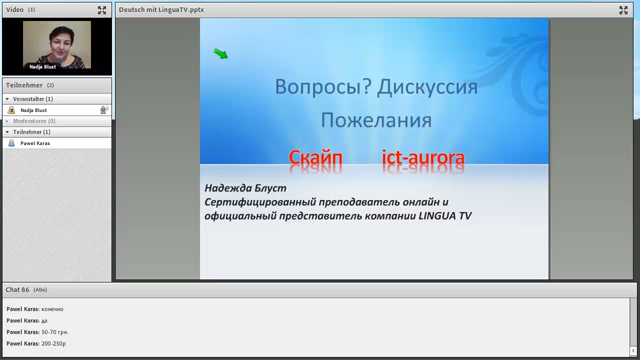 Video (1)
Deutsch mit LinguaTV.pptx
Nadja Blust
Teilnehmer (2)
Veranstalter (1)
Nadja Blust
Moderatoren (0)
Teilnehmer (1)
Pawel Karas
Вопросы? Дискуссия
Пожелания
Скайп ict-aurora
Надежда Блуст
Сертифицированный преподаватель онлайн и
официальный представитель компании LINGUA TV
Chat 86 (Alle)
Pawel Karas: конечно
Pawel Karas: да
Pawel Karas: 50-70 грн.
Pawel Karas: 200-250р